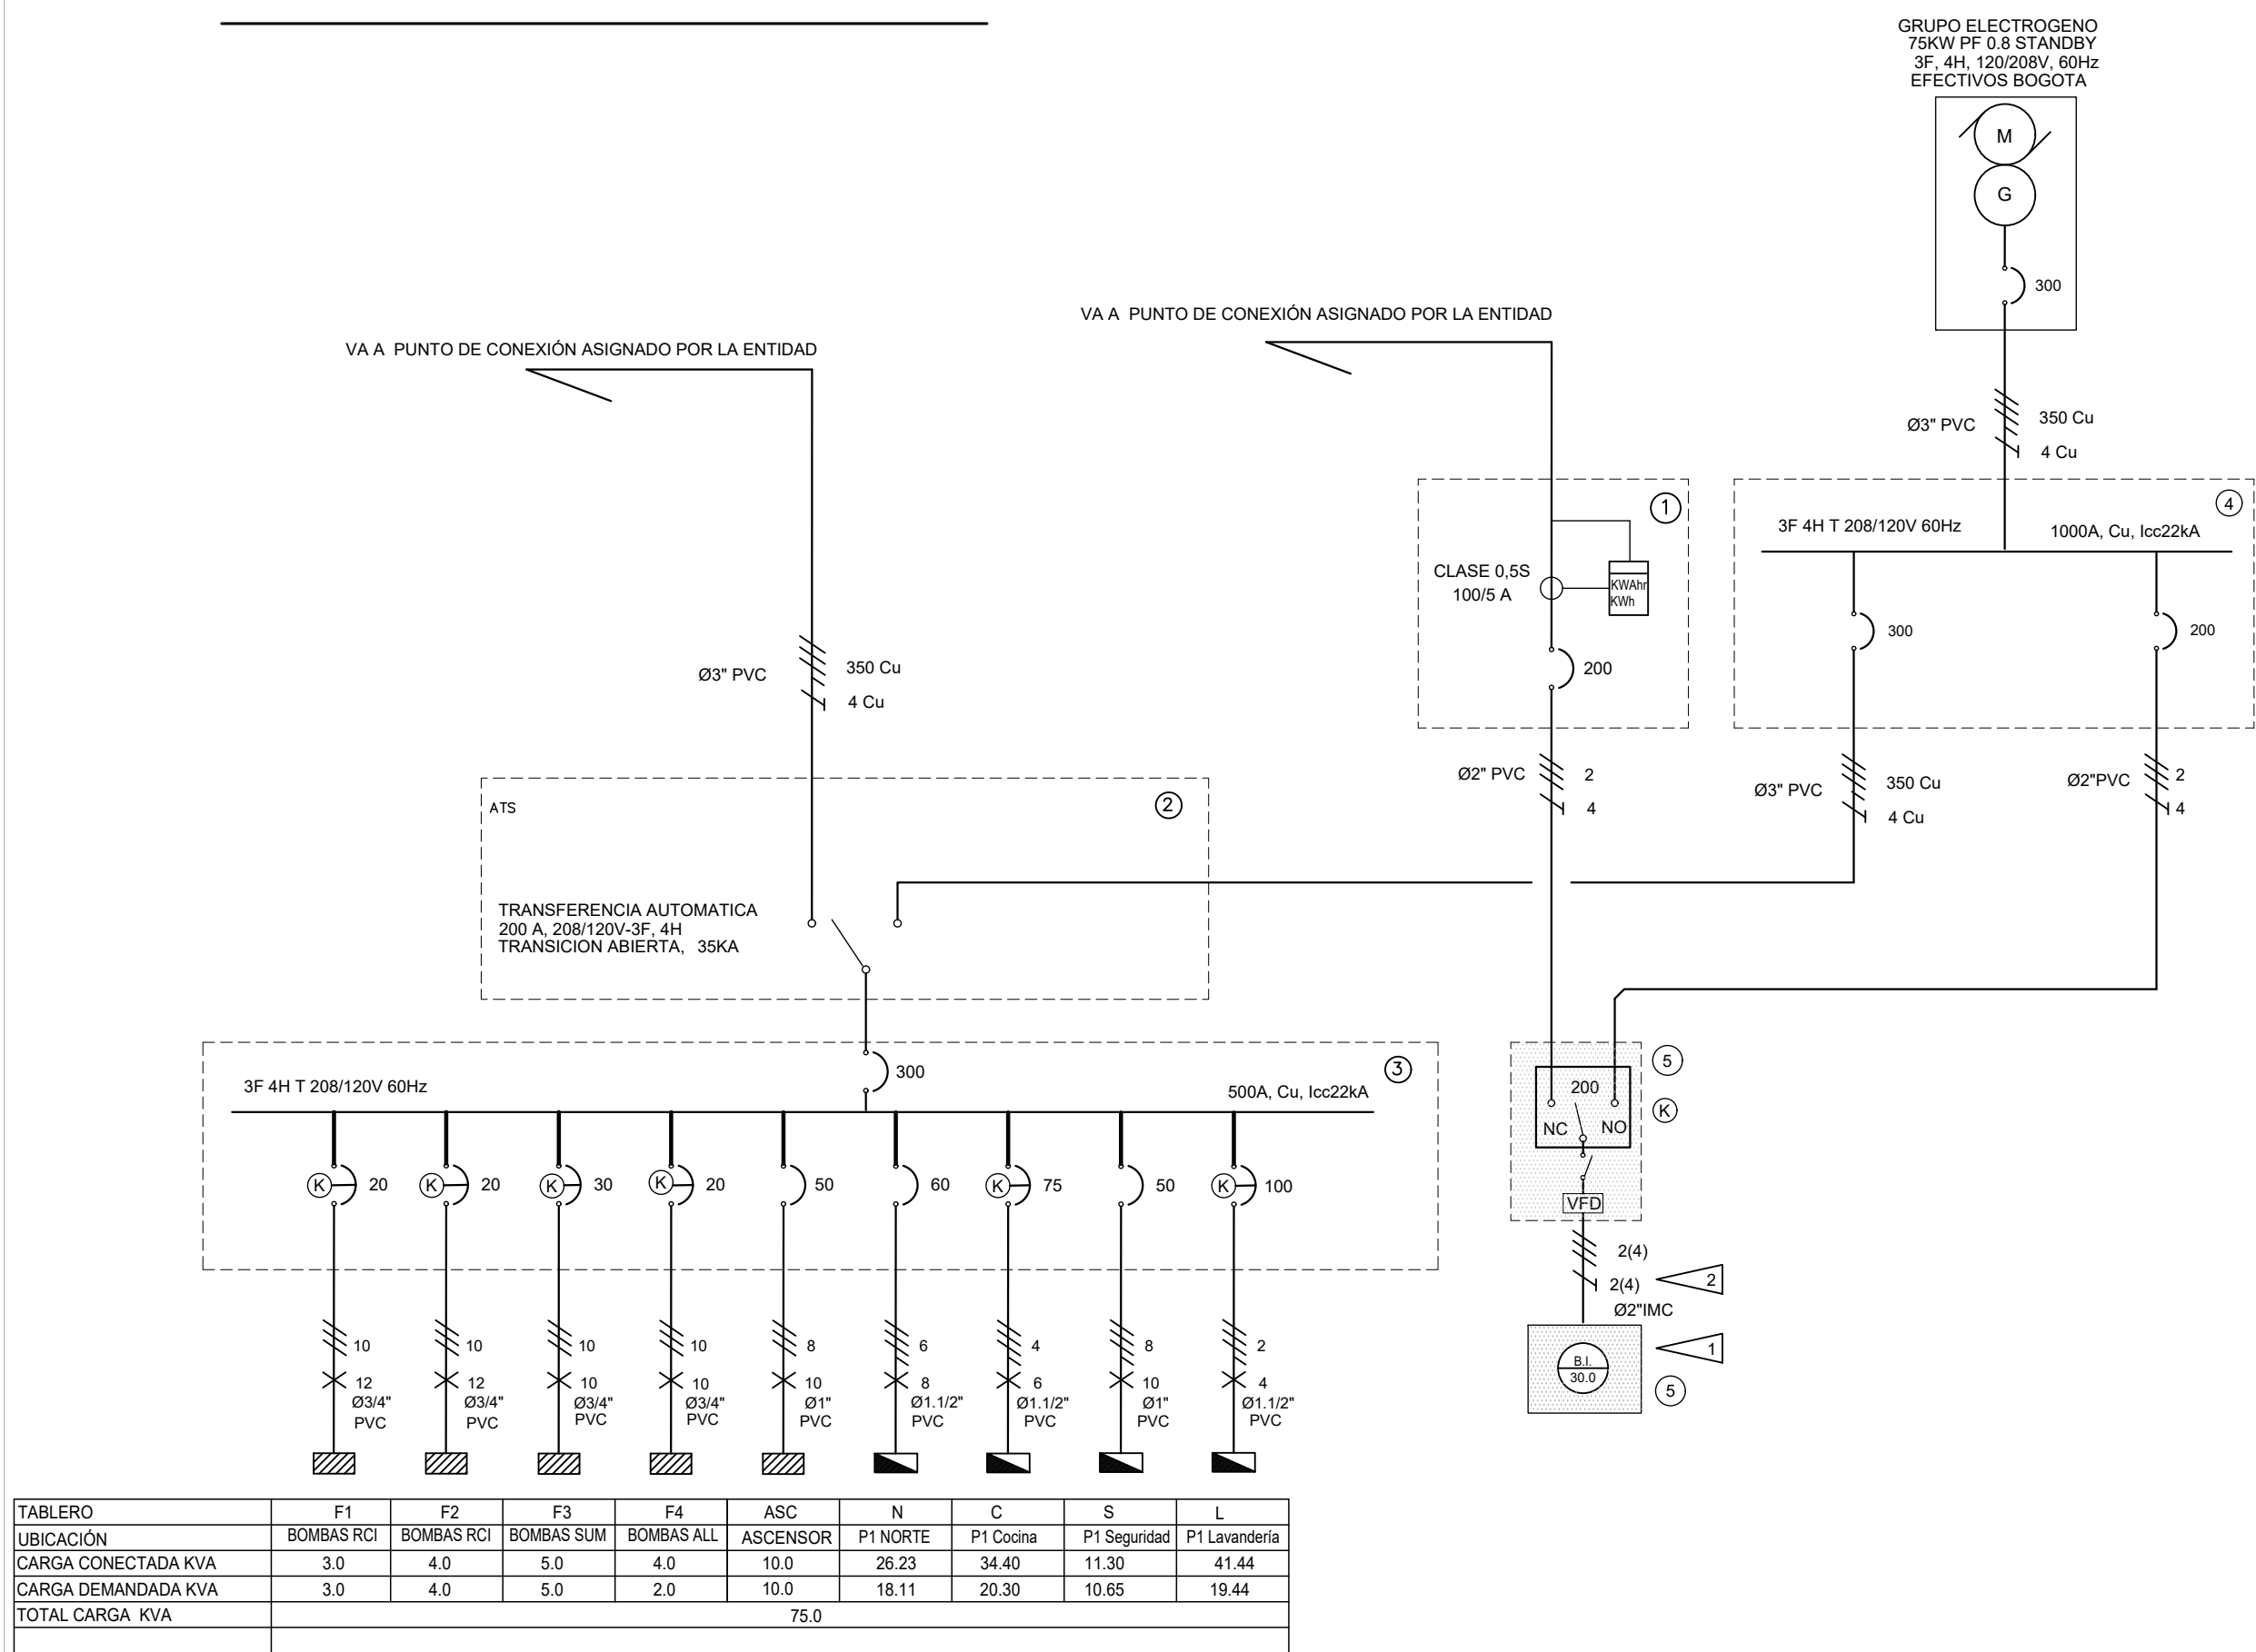 GRUPO ELECTROGENO
75KW PF 0.8 STANDBY
3F, 4H, 120/208V, 60Hz
EFECTIVOS BOGOTA
M
G
300
VA A PUNTO DE CONEXIÓN ASIGNADO POR LA ENTIDAD
VA A PUNTO DE CONEXIÓN ASIGNADO POR LA ENTIDAD
Ø3" PVC
350 Cu
4 Cu
1
CLASE 0,5S
100/5 A
KWAhr
KWh
200
4
3F 4H T 208/120V 60Hz
1000A, Cu, Icc22kA
300
200
Ø3" PVC
350 Cu
4 Cu
Ø2" PVC
2
4
Ø3" PVC
350 Cu
4 Cu
Ø2"PVC
2
4
ATS
2
TRANSFERENCIA AUTOMATICA
200 A, 208/120V-3F, 4H
TRANSICION ABIERTA, 35KA
3
300
3F 4H T 208/120V 60Hz
500A, Cu, Icc22kA
K 20
K 20
K 30
K 20
50
60
K 75
50
K 100
5
200
K
NC
NO
VFD
2(4)
2(4)
2
Ø2"IMC
1
B.I.
30.0
5
10
10
10
10
8
6
4
8
2
12
12
10
10
10
8
6
10
4
Ø3/4"
PVC
Ø3/4"
PVC
Ø3/4"
PVC
Ø3/4"
PVC
Ø1"
PVC
Ø1.1/2"
PVC
Ø1.1/2"
PVC
Ø1"
PVC
Ø1.1/2"
PVC
TABLERO F1 F2 F3 F4 ASC N C S L
UBICACIÓN BOMBAS RCI BOMBAS RCI BOMBAS SUM BOMBAS ALL ASCENSOR P1 NORTE P1 Cocina P1 Seguridad P1 Lavandería
CARGA CONECTADA KVA 3.0 4.0 5.0 4.0 10.0 26.23 34.40 11.30 41.44
CARGA DEMANDADA KVA 3.0 4.0 5.0 2.0 10.0 18.11 20.30 10.65 19.44
TOTAL CARGA KVA 75.0